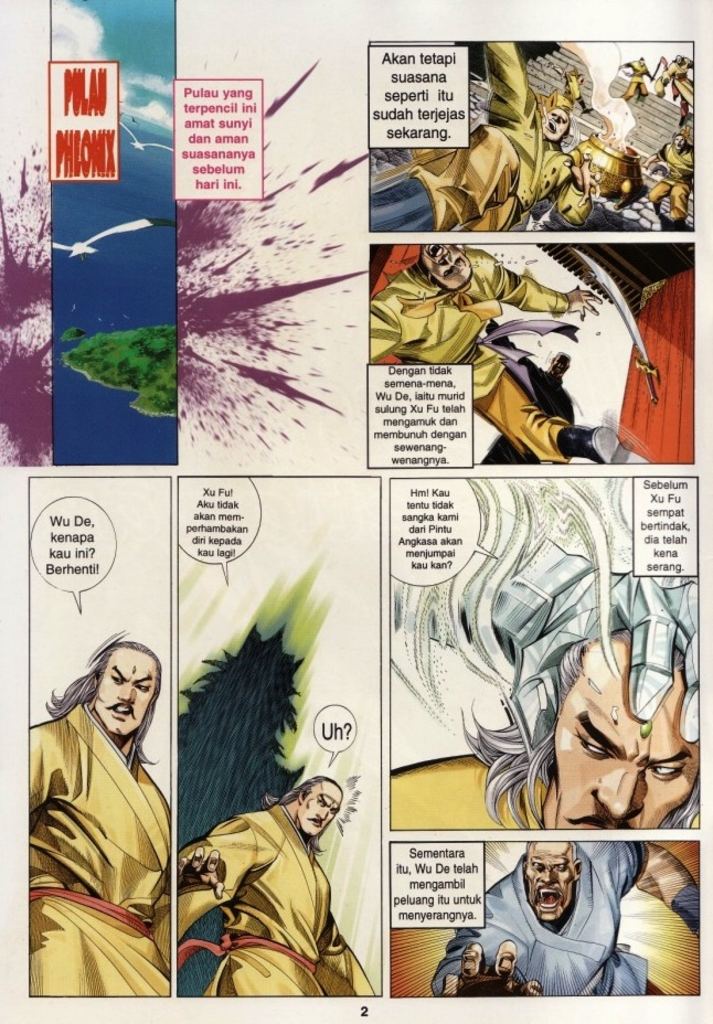 PULAU
PHEONIX
Pulau yang
terpencil ini
amat sunyi
dan aman
suasananya
sebelum
hari ini.
Akan tetapi
suasana
seperti itu
sudah terjejas
sekarang.
Dengan tidak
semena-mena,
Wu De, iaitu murid
sulung Xu Fu telah
mengamuk dan
membunuh dengan
sewenang-
wenangnya.
Wu De,
kenapa
kau ini?
Berhenti!
Xu Fu!
Aku tidak
akan mem-
perhambakan
diri kepada
kau lagi!
Uh?
Hm! Kau
tentu tidak
sangka kami
dari Pintu
Angkasa akan
menjumpai
kau kan?
Sebelum
Xu Fu
sempat
bertindak,
dia telah
kena
serang.
Sementara
itu, Wu De telah
mengambil
peluang itu untuk
menyerangnya.
2